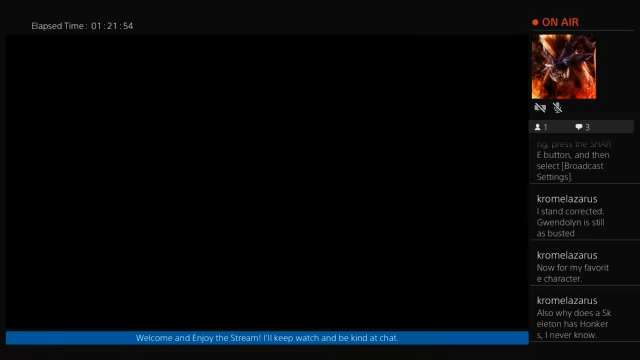 Elapsed Time : 01 : 21 : 54
ON AIR
1
3
ng, press the SHAR
E button, and then
select [Broadcast
Settings].
kromelazarus
I stand corrected.
Gwendolyn is still
as busted
kromelazarus
Now for my favorit
e character.
kromelazarus
Also why does a Sk
eleton has Honker
s, I never know.
Welcome and Enjoy the Stream! I'll keep watch and be kind at chat.